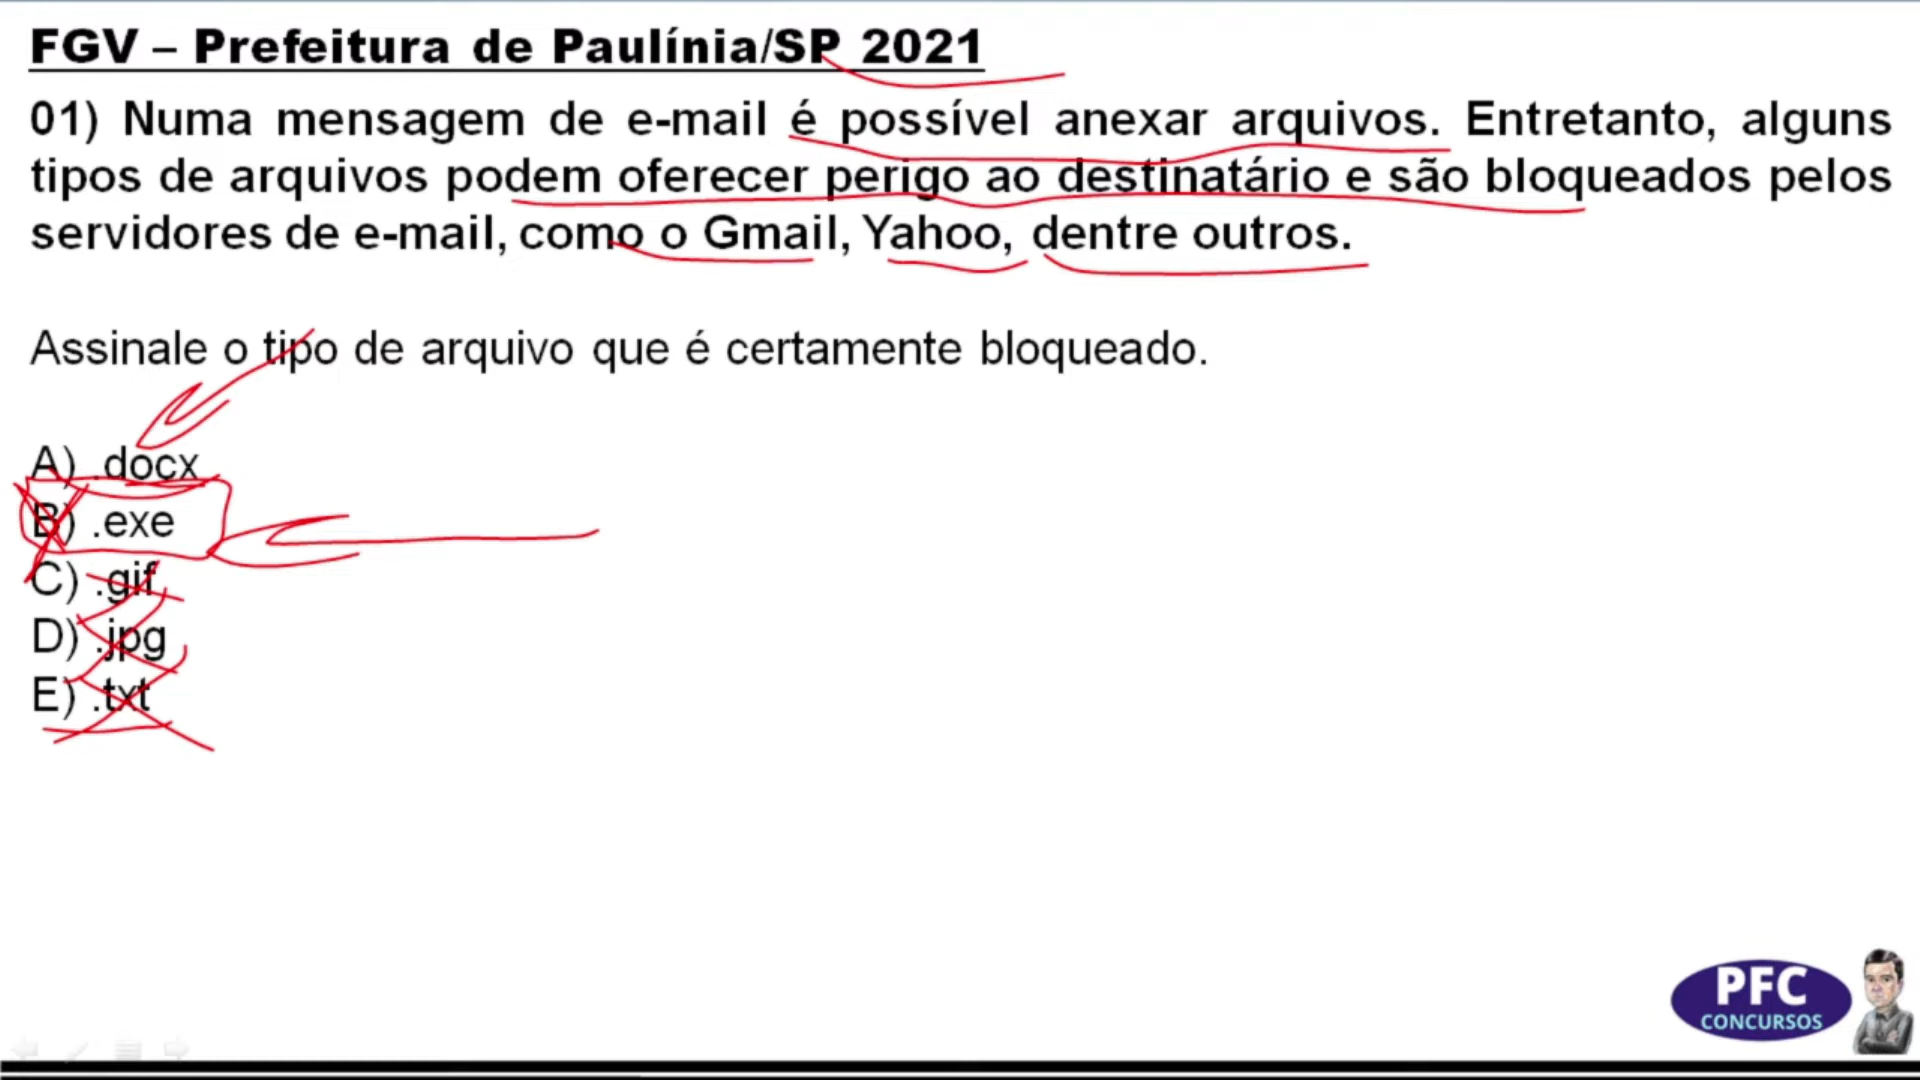 FGV – Prefeitura de Paulínia/SP 2021
01) Numa mensagem de e-mail é possível anexar arquivos. Entretanto, alguns
tipos de arquivos podem oferecer perigo ao destinatário e são bloqueados pelos
servidores de e-mail, como o Gmail, Yahoo, dentre outros.
Assinale o tipo de arquivo que é certamente bloqueado.
A) .docx
B) .exe
C) .gif
D) .jpg
E) .txt
PFC
CONCURSOS